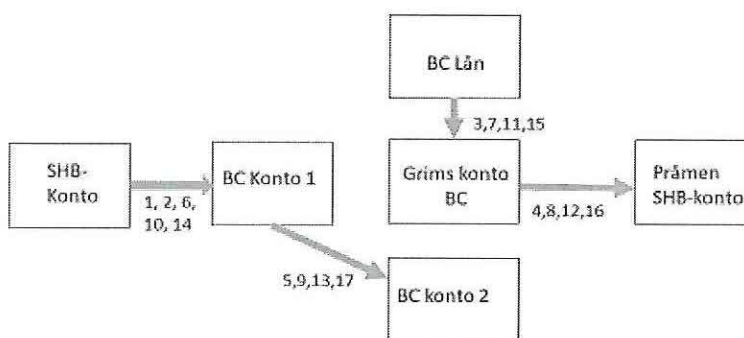 BC Lån
3,7,11,15
SHB-
Konto
1, 2, 6,
10, 14
BC Konto 1
Grims konto
BC
4,8,12,16
Pråmen
SHB-konto
5,9,13,17
BC konto 2